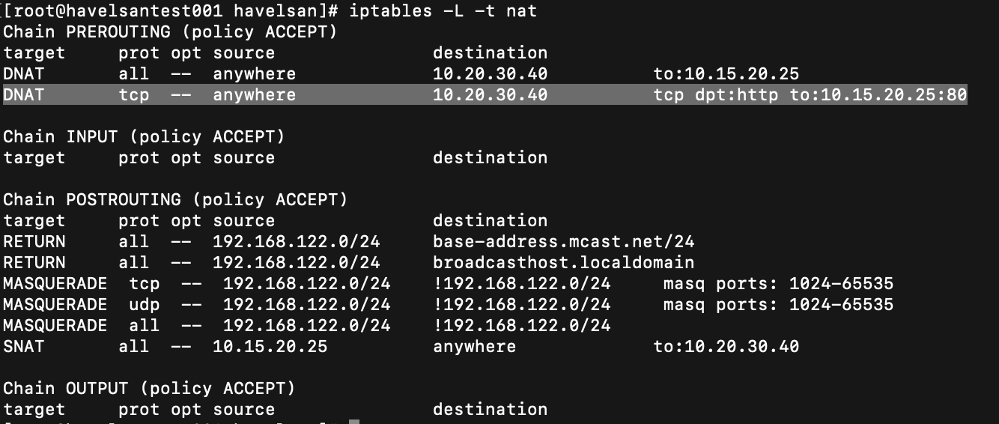 [root@havelsantest001 havelsan]# iptables -L -t nat
Chain PREROUTING (policy ACCEPT)
target     prot opt source               destination
DNAT       all  --  anywhere             10.20.30.40          to:10.15.20.25
DNAT       tcp  --  anywhere             10.20.30.40          tcp dpt:http to:10.15.20.25:80
Chain INPUT (policy ACCEPT)
target     prot opt source               destination
Chain POSTROUTING (policy ACCEPT)
target     prot opt source               destination
RETURN     all  --  192.168.122.0/24     base-address.mcast.net/24
RETURN     all  --  192.168.122.0/24     broadcasthost.localdomain
MASQUERADE  tcp  --  192.168.122.0/24    !192.168.122.0/24     masq ports: 1024-65535
MASQUERADE  udp  --  192.168.122.0/24    !192.168.122.0/24     masq ports: 1024-65535
MASQUERADE  all  --  192.168.122.0/24    !192.168.122.0/24
SNAT       all  --  10.15.20.25          anywhere             to:10.20.30.40
Chain OUTPUT (policy ACCEPT)
target     prot opt source               destination